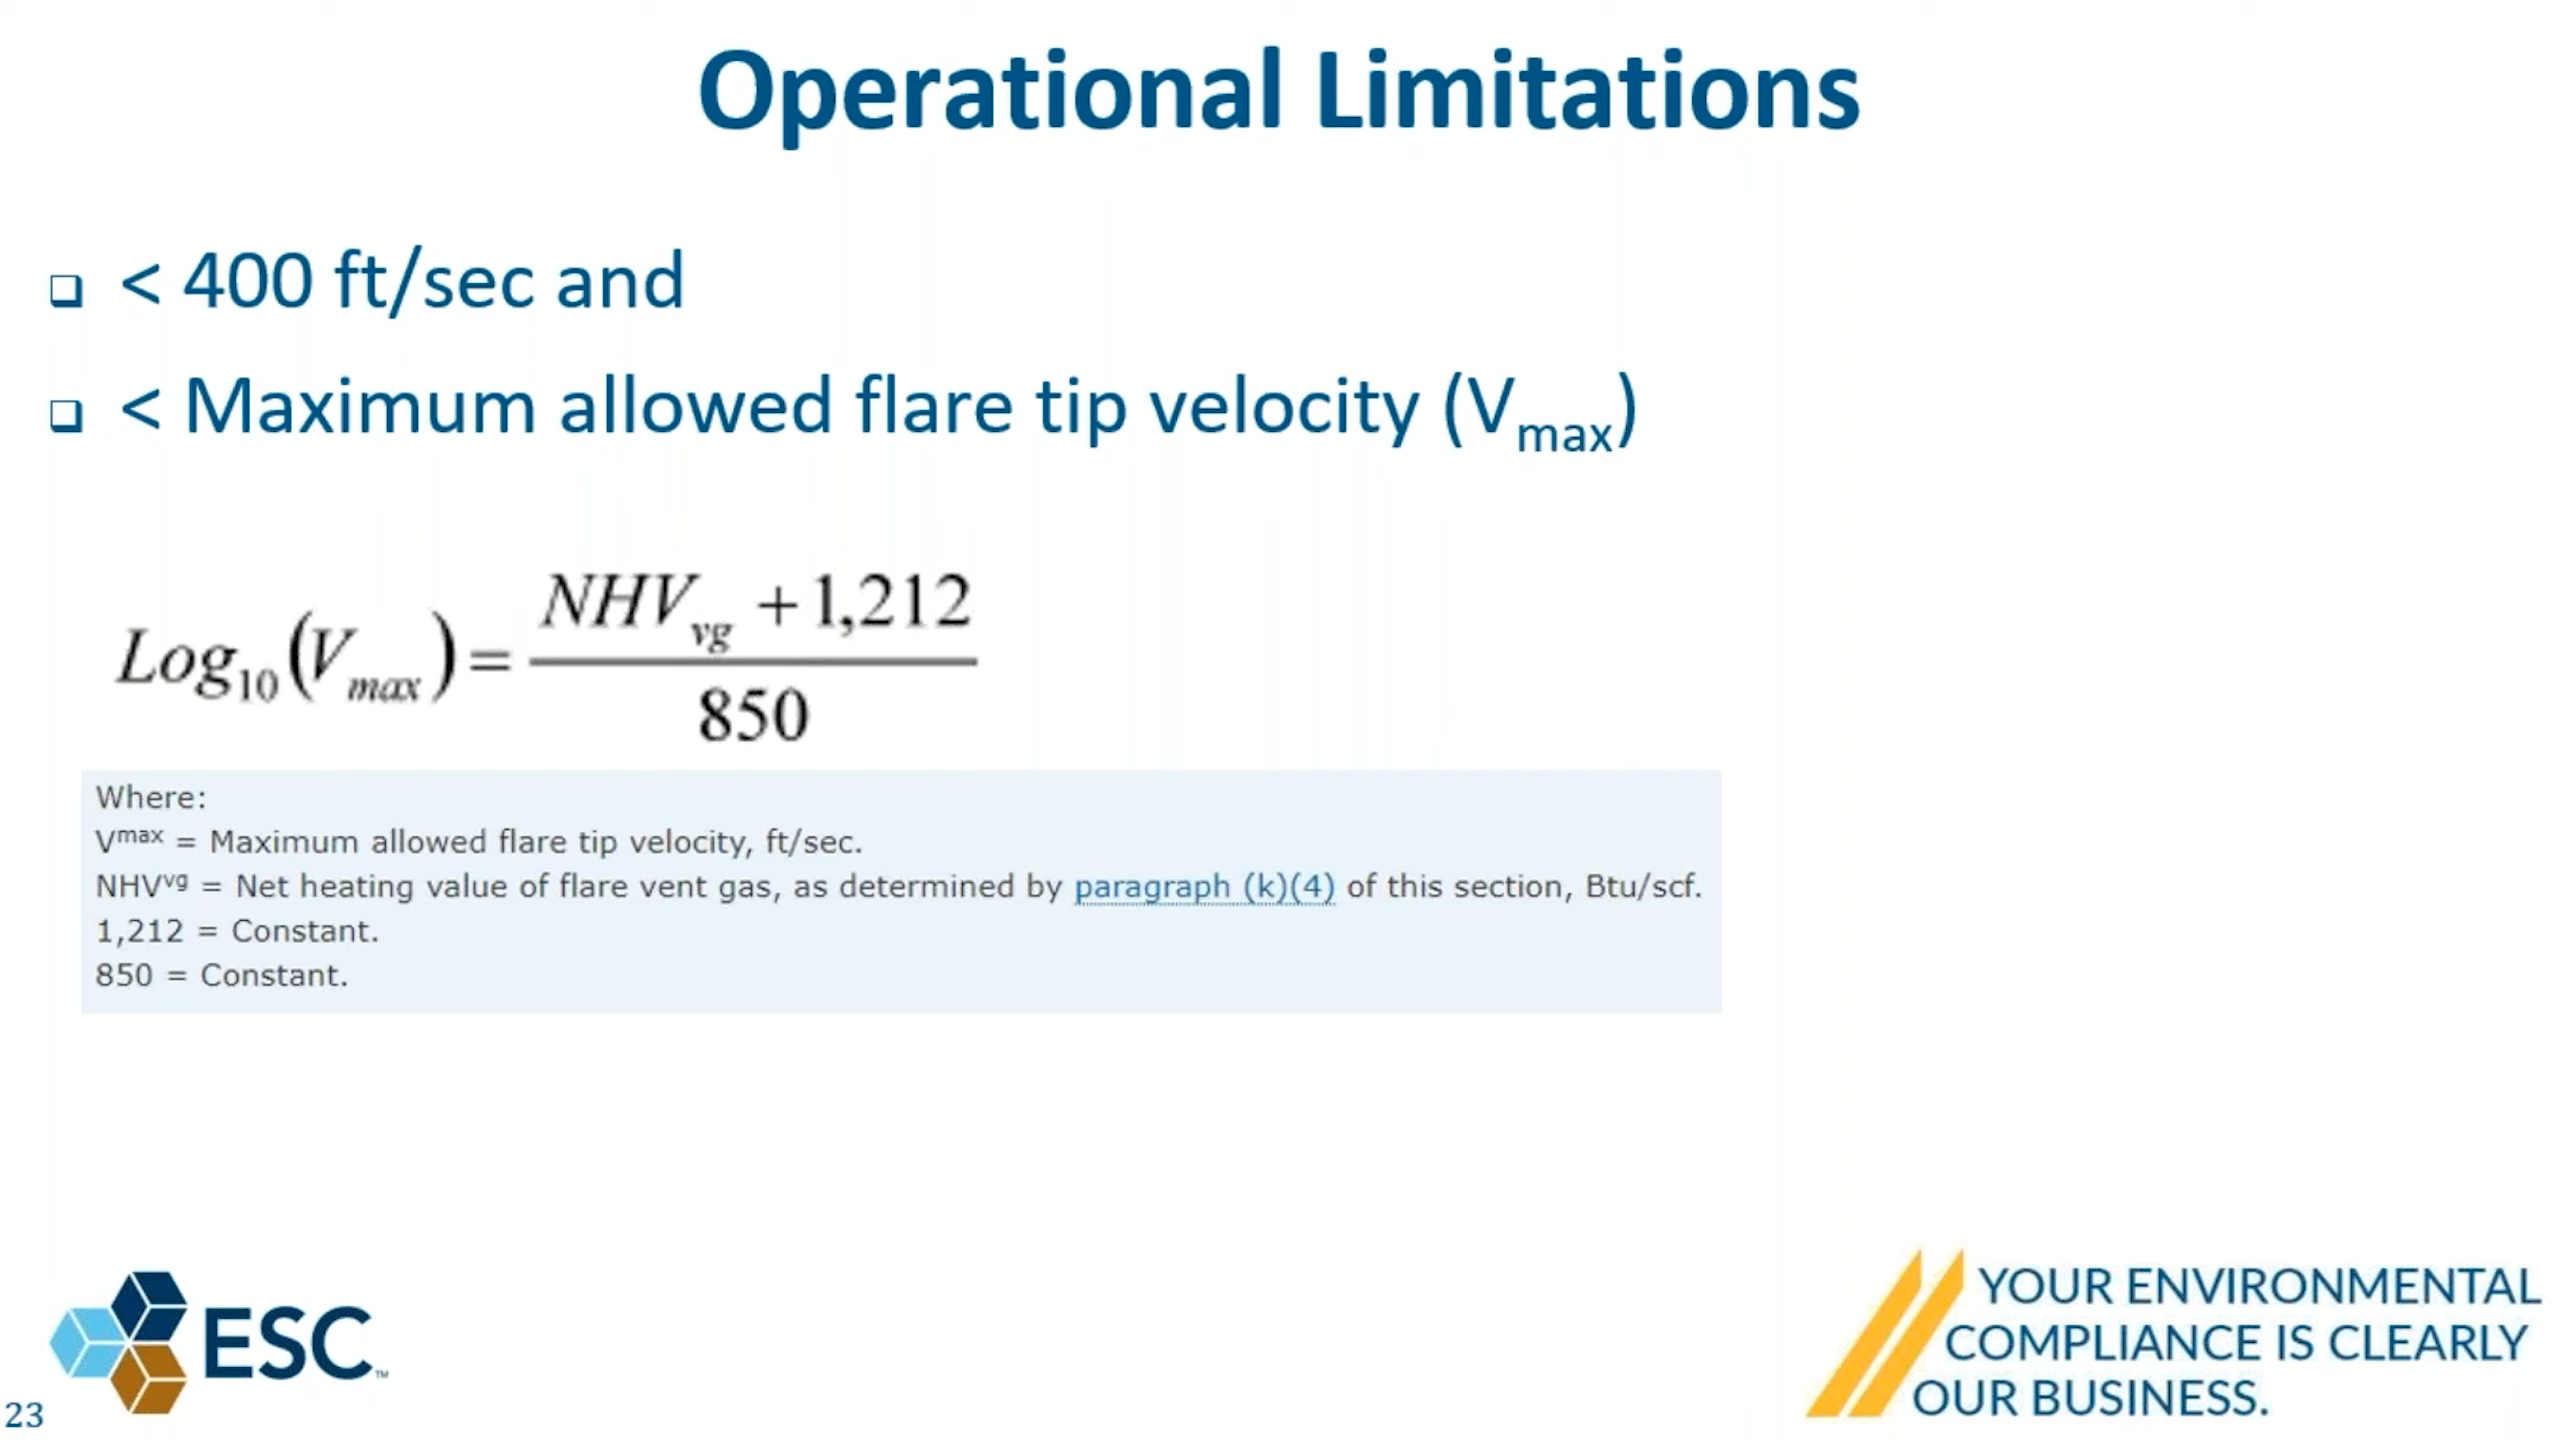 Operational Limitations
❑ < 400 ft/sec and
❑ < Maximum allowed flare tip velocity (Vmax)
Log10(Vmax) = (NHVvg + 1,212) / 850
Where:
Vmax = Maximum allowed flare tip velocity, ft/sec.
NHVvg = Net heating value of flare vent gas, as determined by paragraph (k)(4) of this section, Btu/scf.
1,212 = Constant.
850 = Constant.
ESC™
YOUR ENVIRONMENTAL
COMPLIANCE IS CLEARLY
OUR BUSINESS.
23